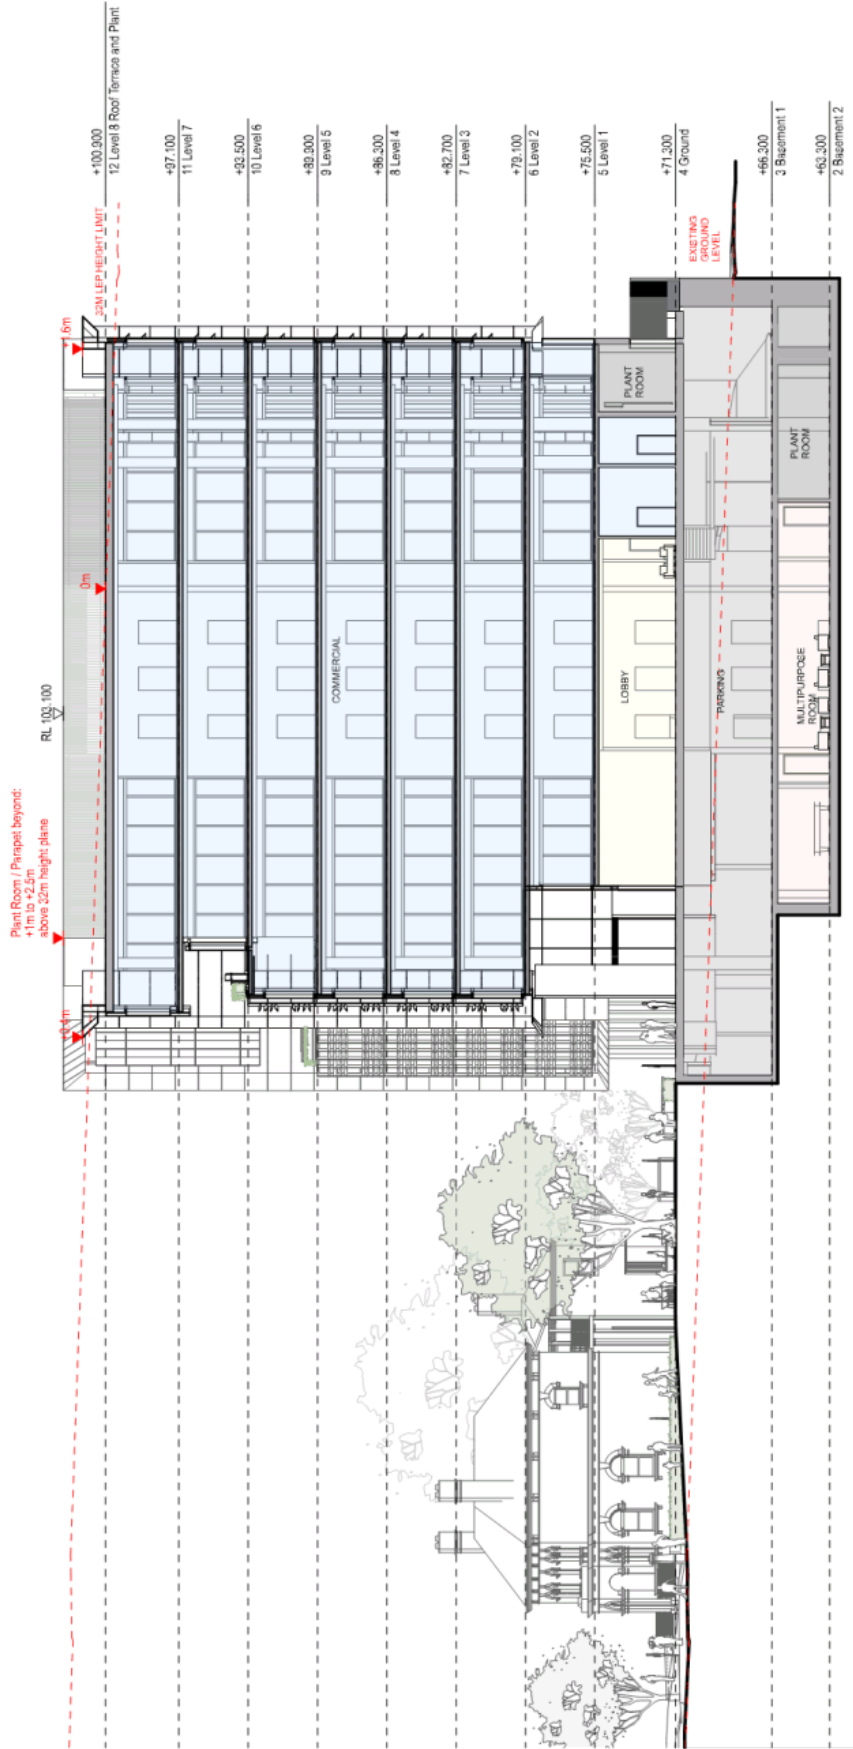 Plant Room / Parapet beyond:
+1m to +2.5m
above 32m height plane
RL 103.100
0m
+1.6m
+2.4m
32M LEP HEIGHT LIMIT
+100.900
12 Level 8 Roof Terrace and Plant
+97.100
11 Level 7
+93.500
10 Level 6
+89.900
9 Level 5
+86.300
8 Level 4
+82.700
7 Level 3
+79.100
6 Level 2
+75.500
5 Level 1
+71.300
4 Ground
EXISTING
GROUND
LEVEL
+66.300
3 Basement 1
+63.300
2 Basement 2
COMMERCIAL
LOBBY
PLANT
ROOM
PARKING
PLANT
ROOM
MULTIPURPOSE
ROOM